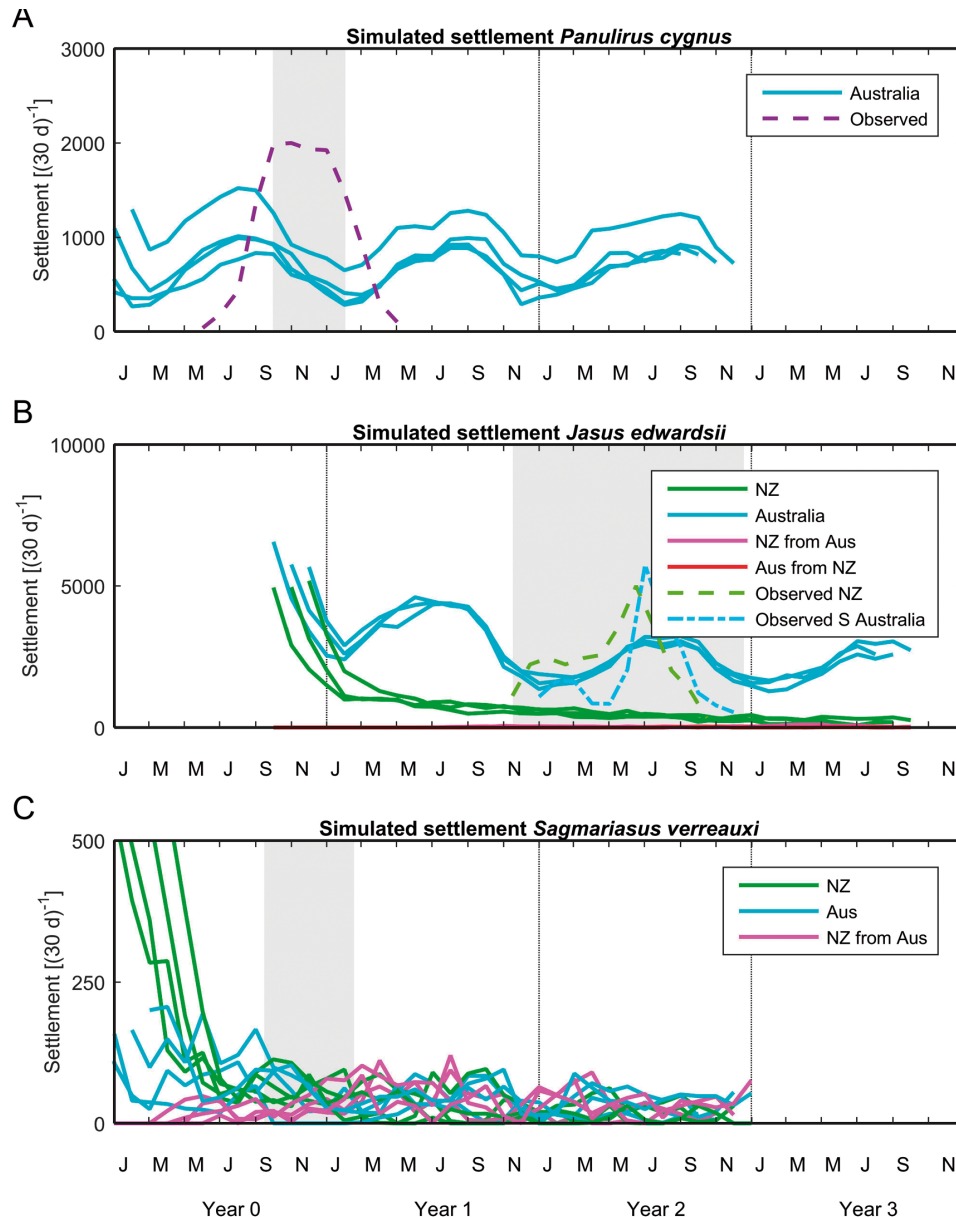 A
Simulated settlement Panulirus cygnus
3000
2000
1000
0
Settlement [(30 d)-1]
Australia
Observed
J M M J S N J M M J S N J M M J S N J M M J S N
B
Simulated settlement Jasus edwardsii
10000
5000
0
Settlement [(30 d)-1]
NZ
Australia
NZ from Aus
Aus from NZ
Observed NZ
Observed S Australia
J M M J S N J M M J S N J M M J S N J M M J S N
C
Simulated settlement Sagmariasus verreauxi
500
250
0
Settlement [(30 d)-1]
NZ
Aus
NZ from Aus
J M M J S N J M M J S N J M M J S N J M M J S N
Year 0 Year 1 Year 2 Year 3